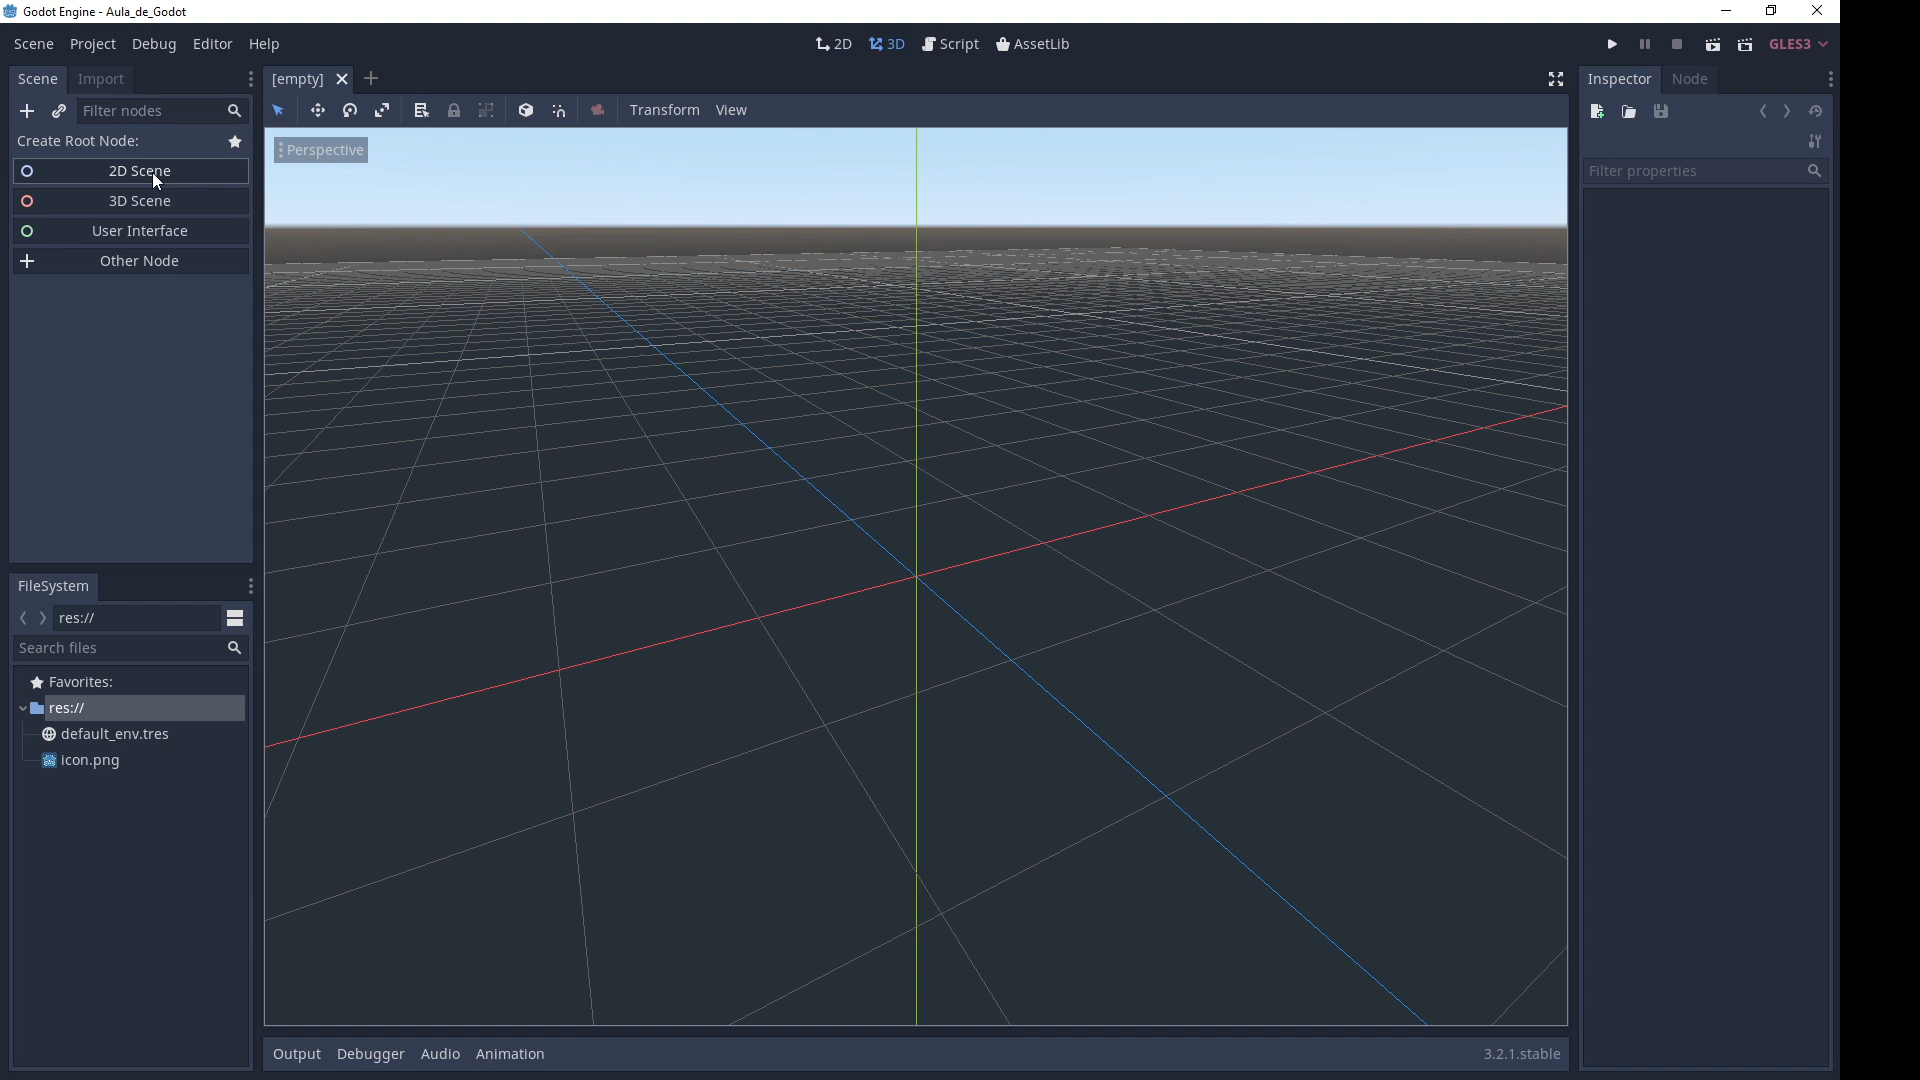 Godot Engine - Aula_de_Godot
Scene Project Debug Editor Help
2D 3D Script AssetLib
GLES3
Scene Import
[empty]
Inspector Node
Filter nodes
Transform View
Create Root Node:
Perspective
2D Scene
Filter properties
3D Scene
User Interface
Other Node
FileSystem
res://
Search files
Favorites:
res://
default_env.tres
icon.png
Output Debugger Audio Animation
3.2.1.stable